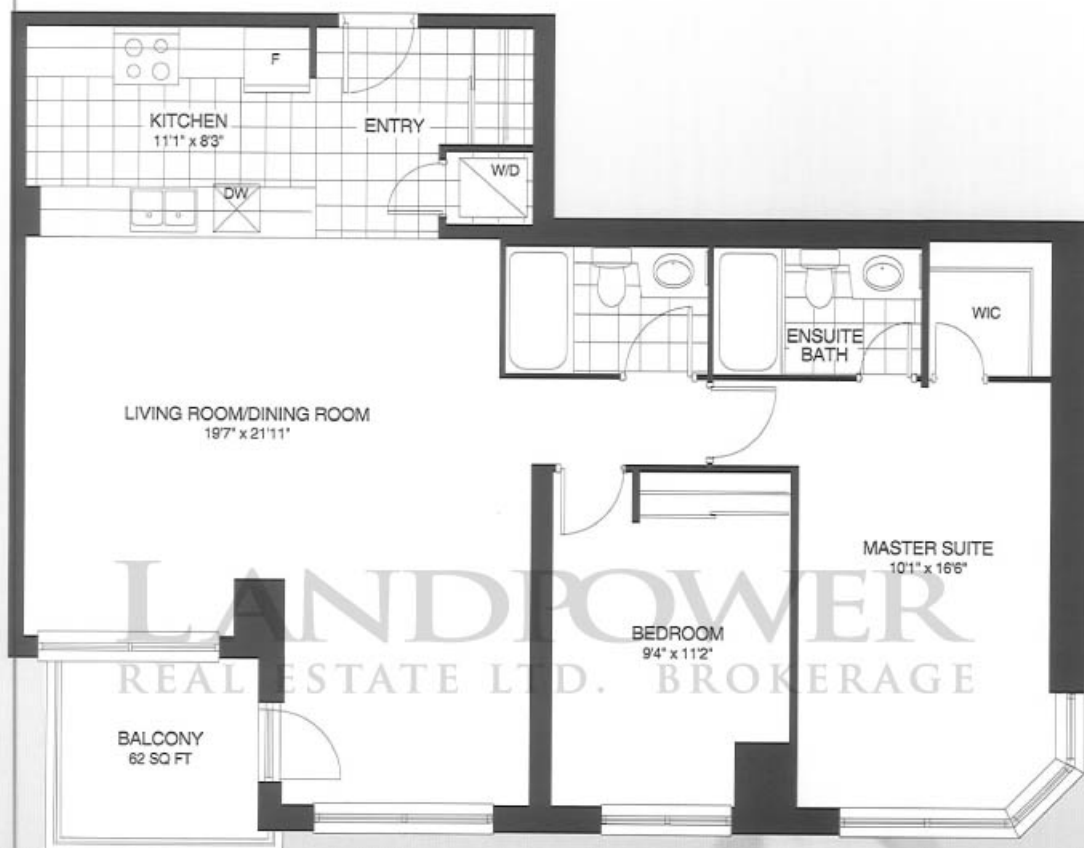 F
KITCHEN
11'1" x 8'3"
ENTRY
W/D
DW
ENSUITE
BATH
WIC
LIVING ROOM/DINING ROOM
19'7" x 21'11"
MASTER SUITE
10'1" x 16'6"
LANDPOWER
BEDROOM
9'4" x 11'2"
REAL ESTATE LTD. BROKERAGE
BALCONY
62 SQ FT